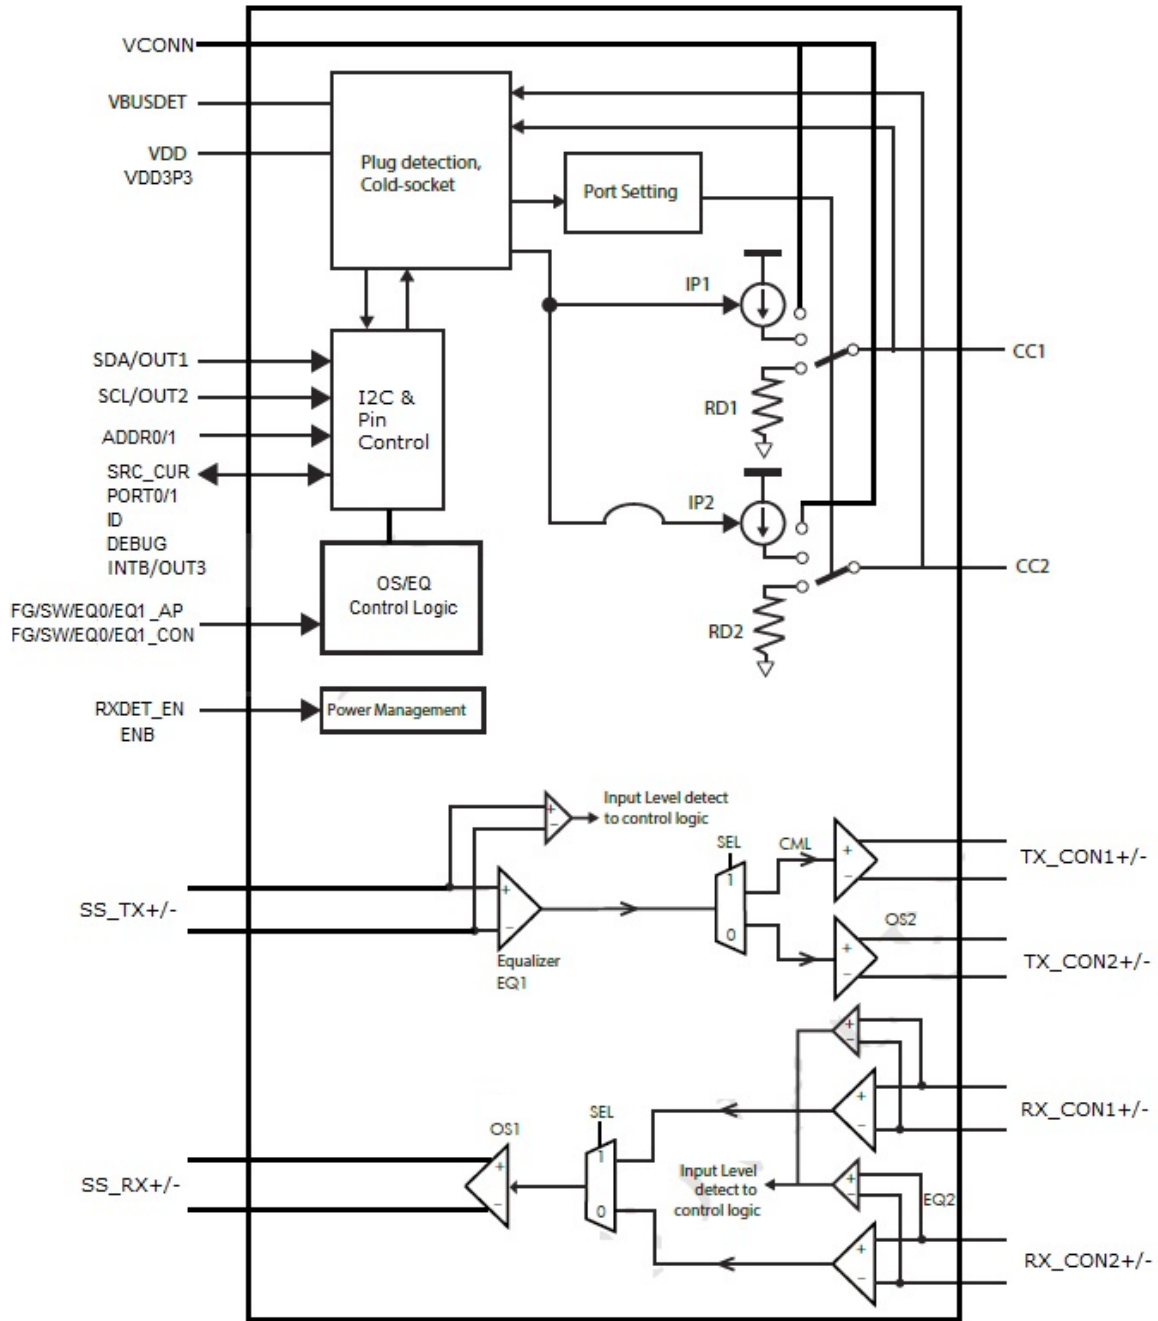 VCONN
VBUSDET
VDD
VDD3P3
Plug detection,
Cold-socket
Port Setting
IP1
CC1
RD1
SDA/OUT1
SCL/OUT2
ADDR0/1
SRC_CUR
PORT0/1
ID
DEBUG
INTB/OUT3
I2C &
Pin
Control
IP2
CC2
RD2
OS/EQ
Control Logic
FG/SW/EQ0/EQ1_AP
FG/SW/EQ0/EQ1_CON
RXDET_EN
ENB
Power Management
+
−
Input Level detect
to control logic
SEL
1
0
CML
+
−
TX_CON1+/-
SS_TX+/-
+
−
Equalizer
EQ1
OS2
+
−
TX_CON2+/-
+
−
+
−
RX_CON1+/-
SEL
1
0
OS1
+
−
SS_RX+/-
Input Level
detect to
control logic
+
−
EQ2
+
−
RX_CON2+/-